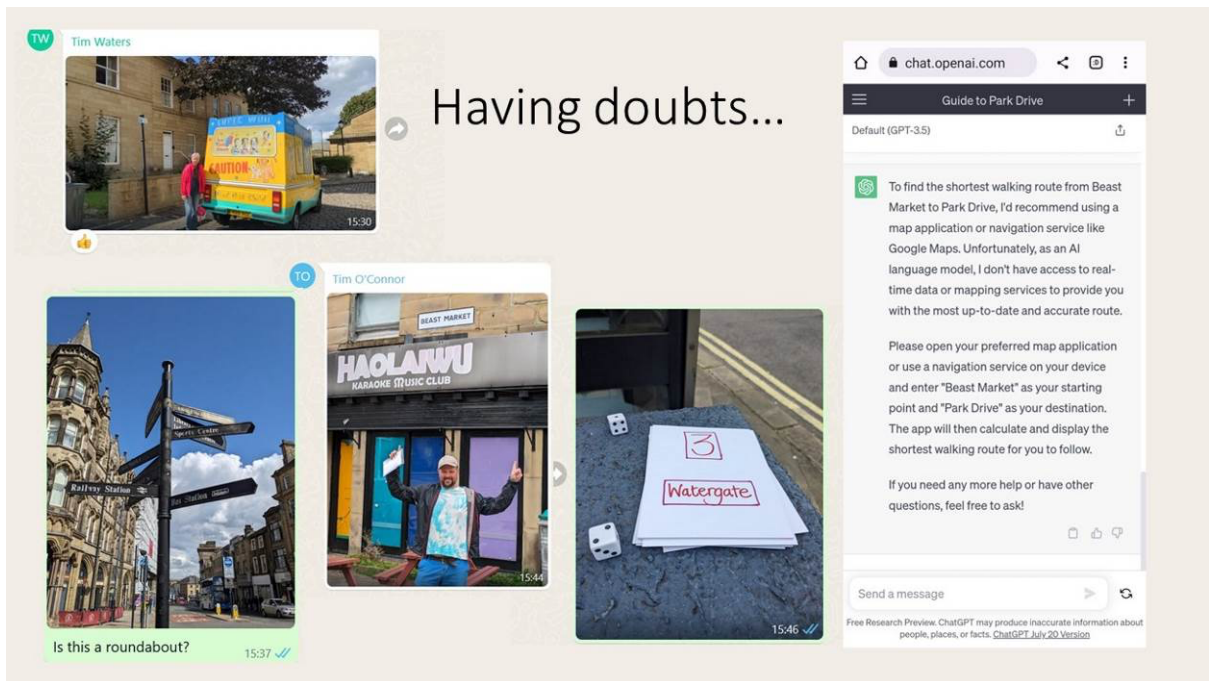 Having doubts...
TW
Tim Waters
CAUTION
15:30
Sports Centre
Railway Station
Bus Station
Is this a roundabout?
15:37
TO
Tim O'Connor
BEAST MARKET
HAOLAIWU
KARAOKE MUSIC CLUB
15:44
3
Watergate
15:46
chat.openai.com
Guide to Park Drive
Default (GPT-3.5)
To find the shortest walking route from Beast
Market to Park Drive, I'd recommend using a
map application or navigation service like
Google Maps. Unfortunately, as an AI
language model, I don't have access to real-
time data or mapping services to provide you
with the most up-to-date and accurate route.
Please open your preferred map application
or use a navigation service on your device
and enter "Beast Market" as your starting
point and "Park Drive" as your destination.
The app will then calculate and display the
shortest walking route for you to follow.
If you need any more help or have other
questions, feel free to ask!
Send a message
Free Research Preview. ChatGPT may produce inaccurate information about
people, places, or facts. ChatGPT July 20 Version